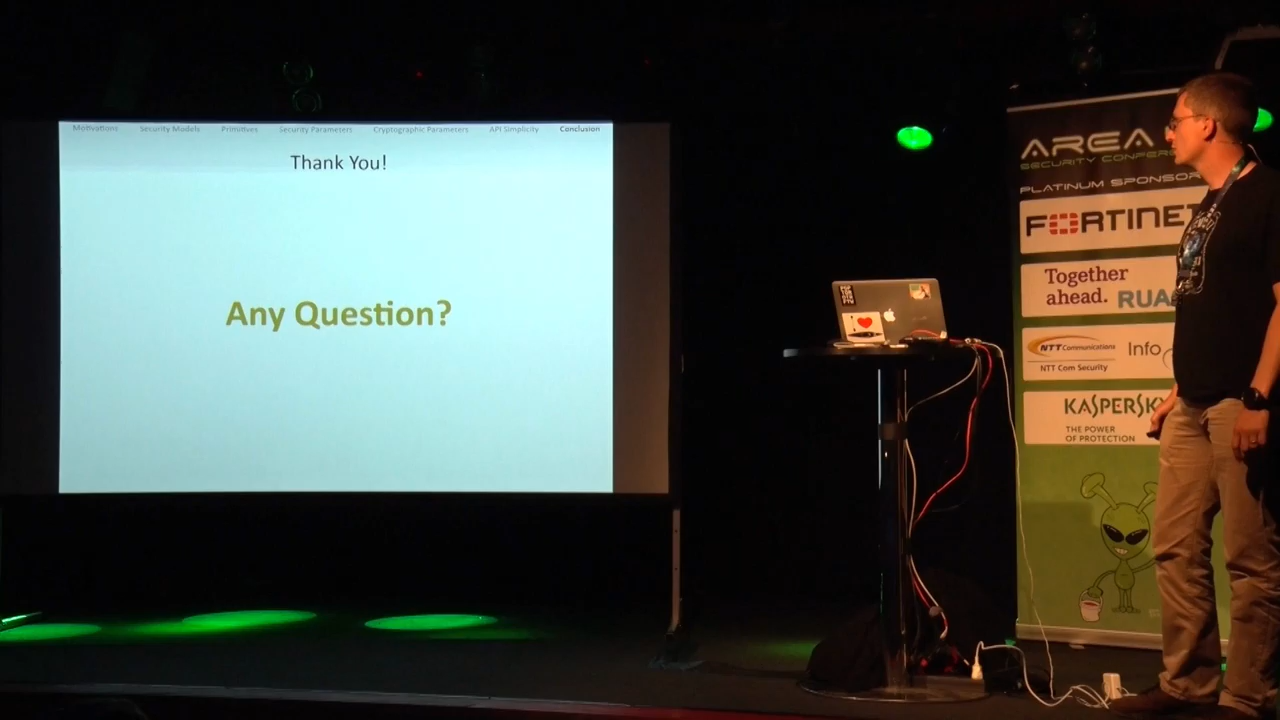 Motivations Security Models Primitives Security Parameters Cryptographic Parameters API Simplicity Conclusion
Thank You!
Any Question?
AREA
SECURITY CONFERE
PLATINUM SPONSOR
FORTINET
Together
ahead. RUA
NTT Communications
NTT Com Security
Info
KASPERSKY
THE POWER
OF PROTECTION